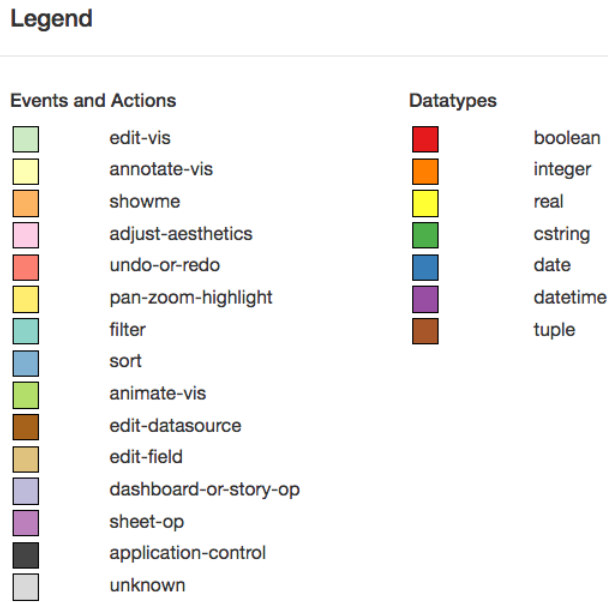 Legend
Events and Actions
edit-vis
annotate-vis
showme
adjust-aesthetics
undo-or-redo
pan-zoom-highlight
filter
sort
animate-vis
edit-datasource
edit-field
dashboard-or-story-op
sheet-op
application-control
unknown
Datatypes
boolean
integer
real
cstring
date
datetime
tuple